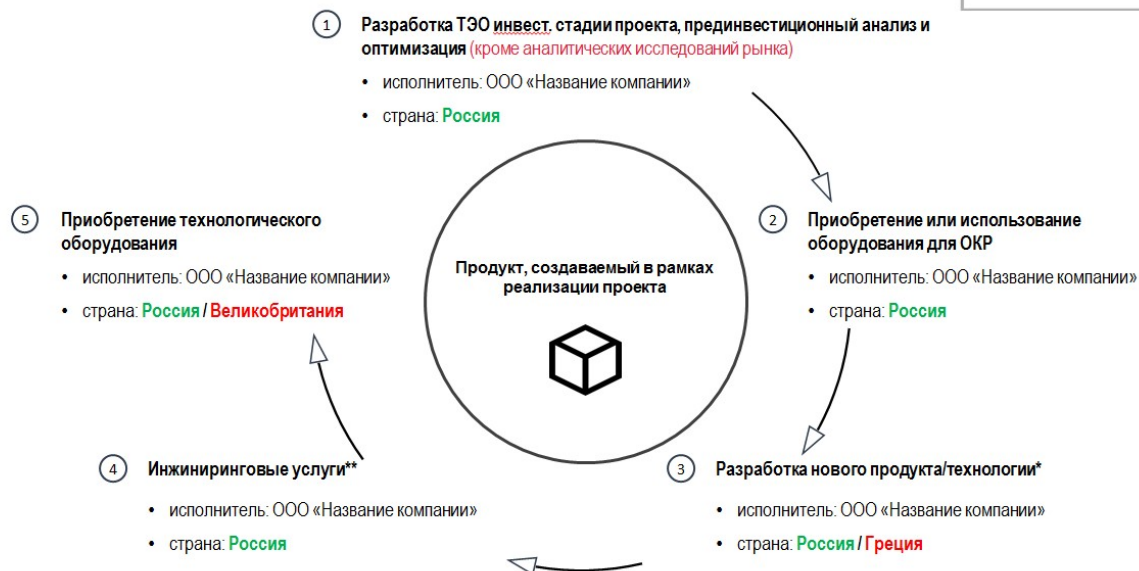 1
Разработка ТЭО инвест. стадии проекта, прединвестиционный анализ и
оптимизация (кроме аналитических исследований рынка)
• исполнитель: ООО «Название компании»
• страна: Россия
2
Приобретение или использование
оборудования для ОКР
• исполнитель: ООО «Название компании»
• страна: Россия
3
Разработка нового продукта/технологии*
• исполнитель: ООО «Название компании»
• страна: Россия / Греция
4
Инжиниринговые услуги**
• исполнитель: ООО «Название компании»
• страна: Россия
5
Приобретение технологического
оборудования
• исполнитель: ООО «Название компании»
• страна: Россия / Великобритания
Продукт, создаваемый в рамках
реализации проекта